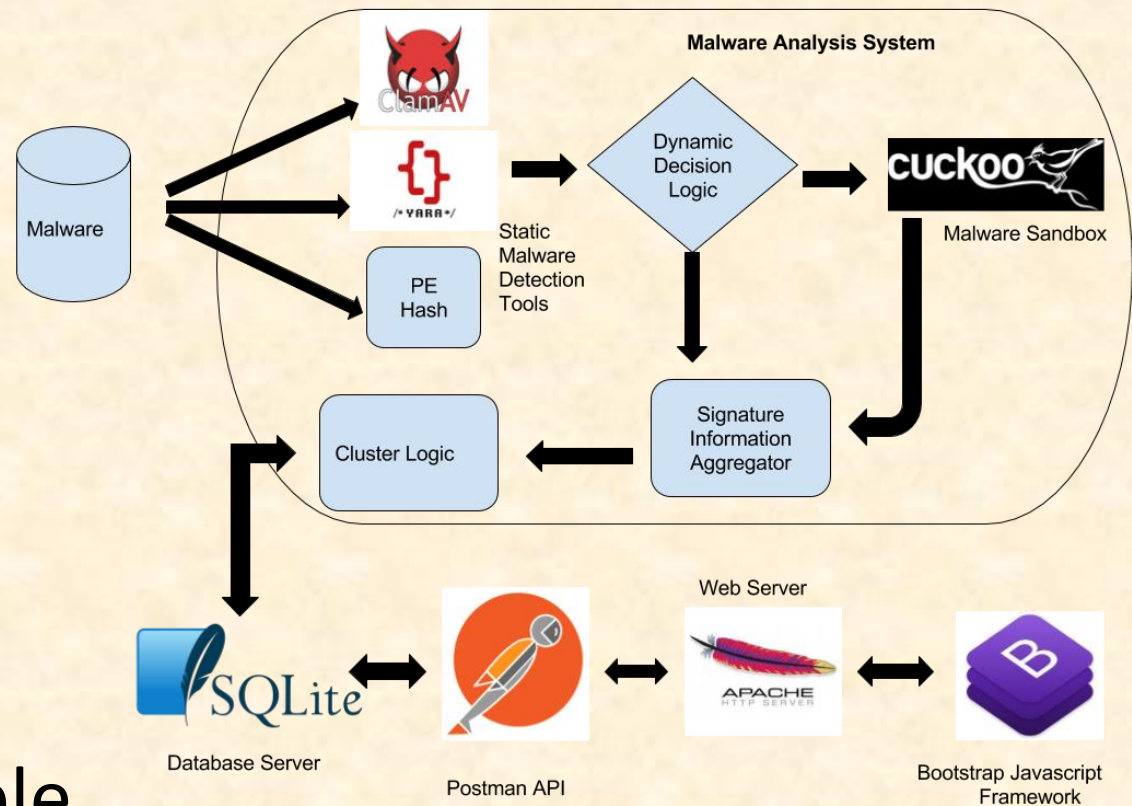 Malware Analysis System
ClamAV
Malware
/* YARA */
Static
Malware
Detection
Tools
PE
Hash
Dynamic
Decision
Logic
cuckoo
Malware Sandbox
Signature
Information
Aggregator
Cluster Logic
SQLite
Database Server
Postman API
Web Server
APACHE
HTTP SERVER
B
Bootstrap Javascript
Framework